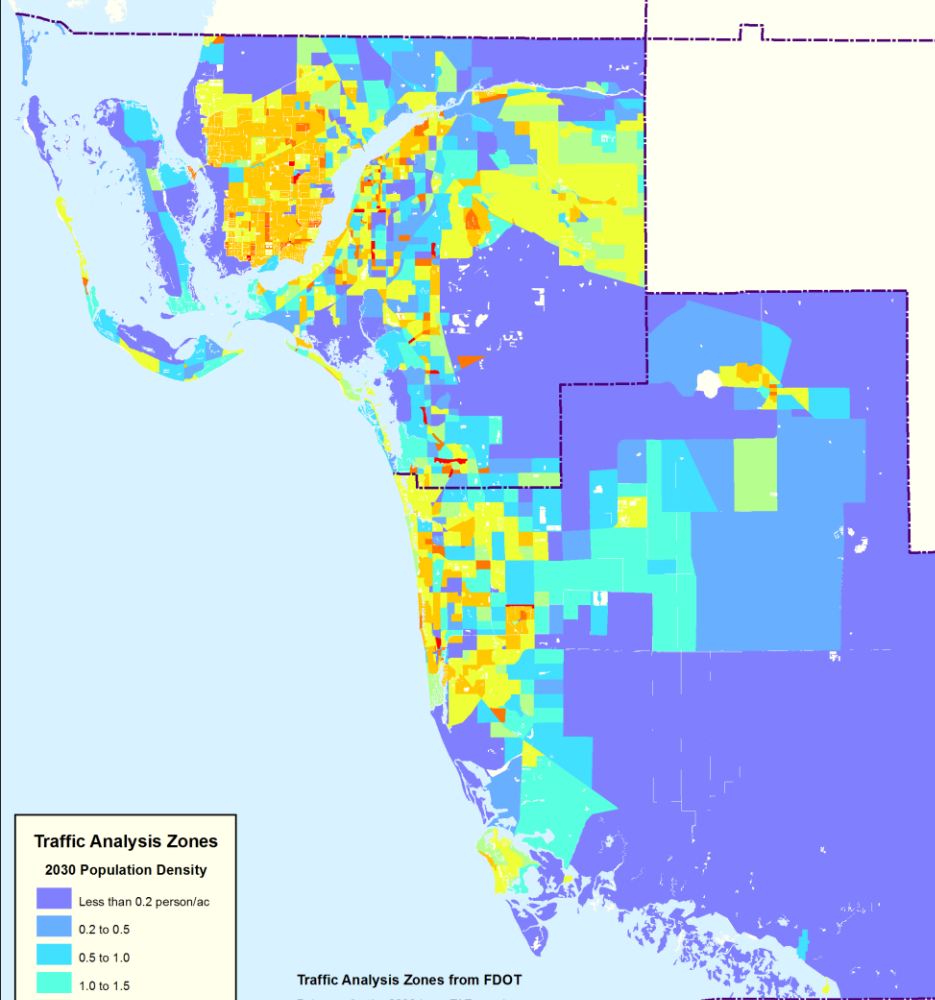 Traffic Analysis Zones
2030 Population Density
Less than 0.2 person/ac
0.2 to 0.5
0.5 to 1.0
1.0 to 1.5
Traffic Analysis Zones from FDOT